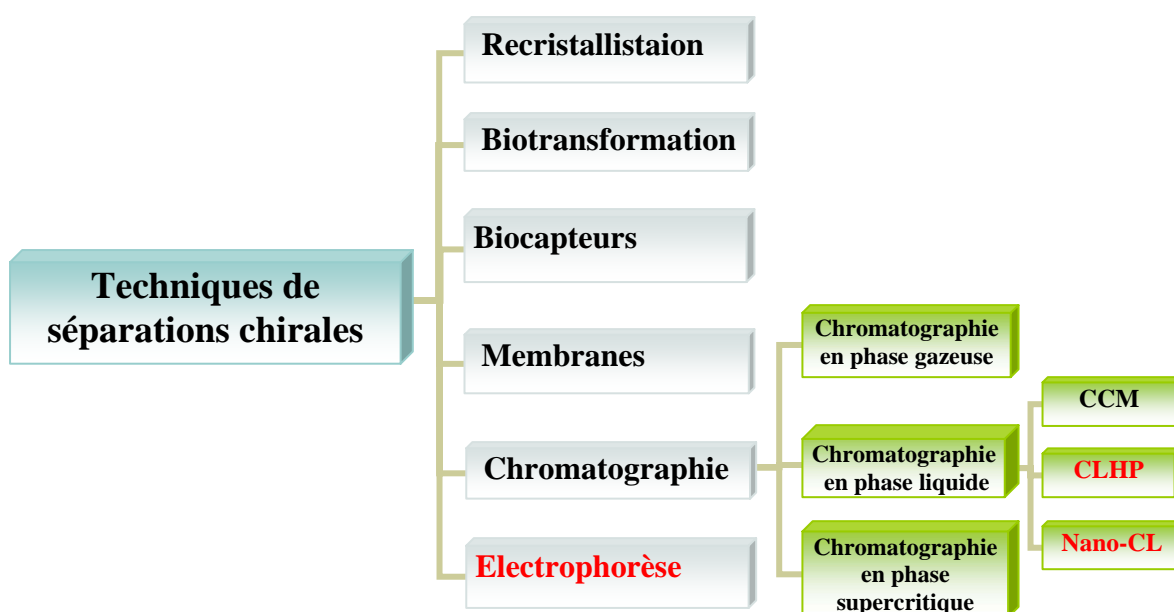 Recristallistaion
Biotransformation
Biocapteurs
Techniques de
séparations chirales
Membranes
Chromatographie
Electrophorèse
Chromatographie
en phase gazeuse
Chromatographie
en phase liquide
Chromatographie
en phase
supercritique
CCM
CLHP
Nano-CL